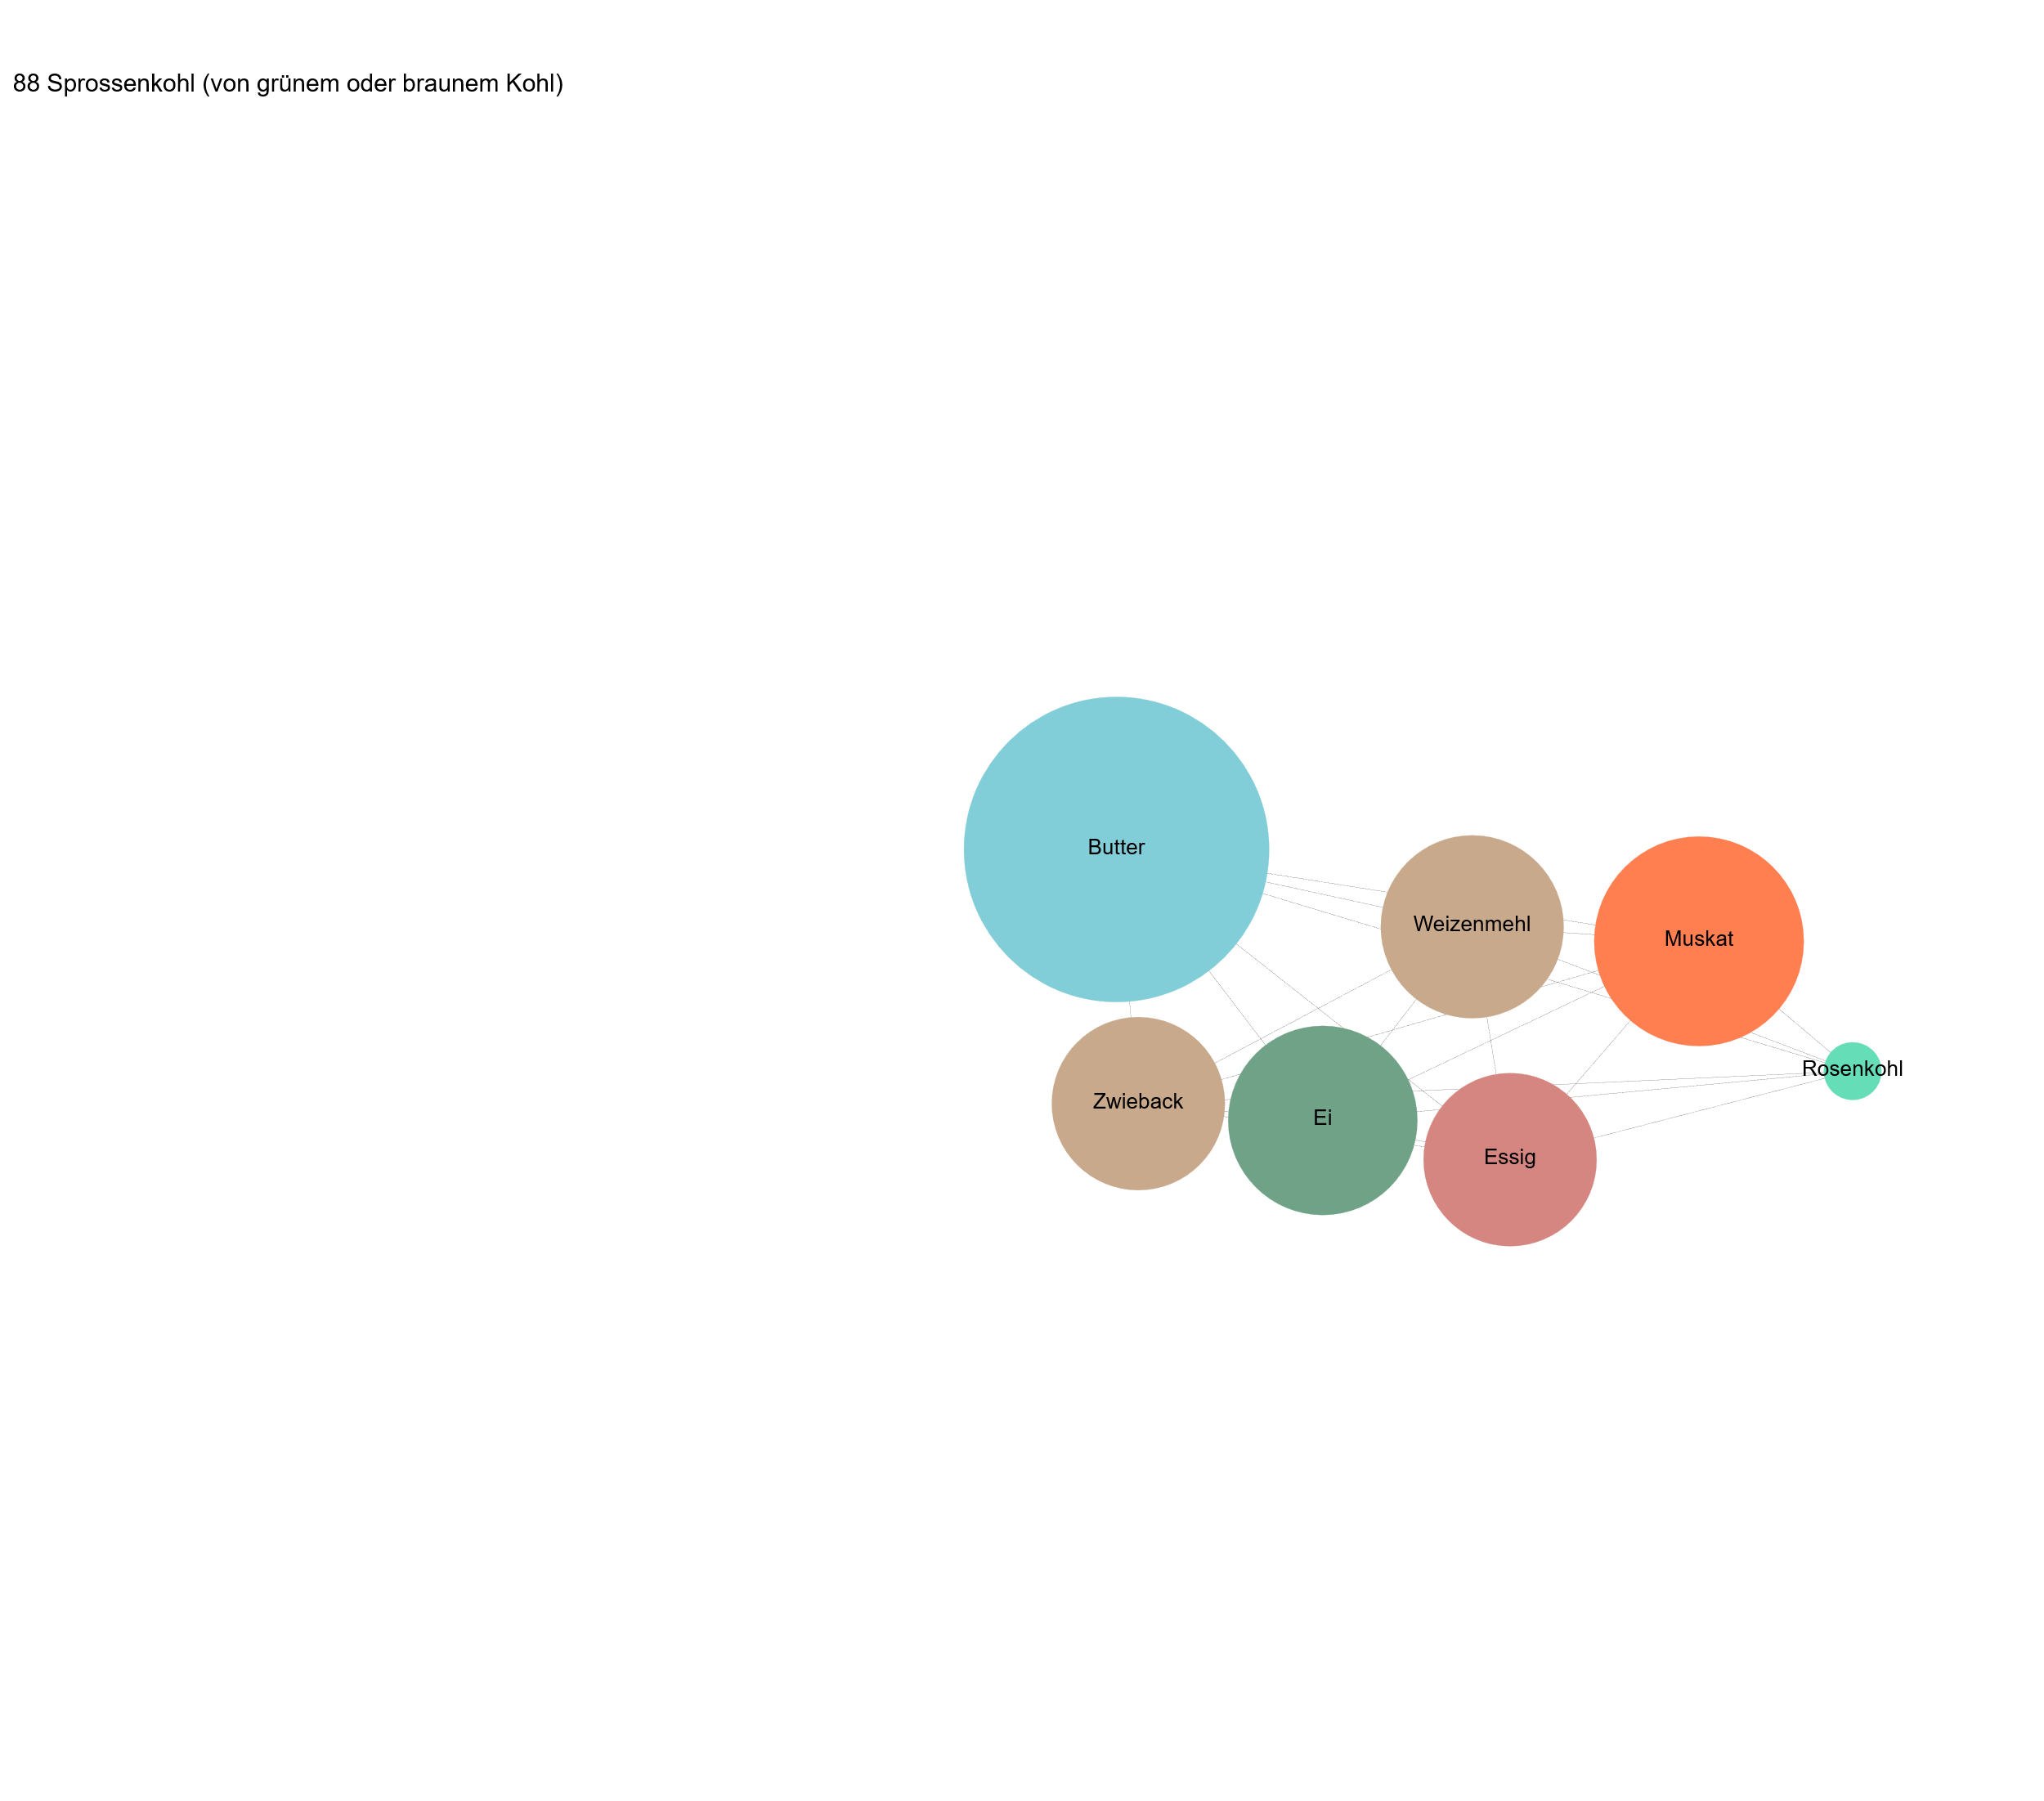 88 Sprossenkohl (von grünem oder braunem Kohl)
Butter
Weizenmehl
Muskat
Rosenkohl
Zwieback
Ei
Essig